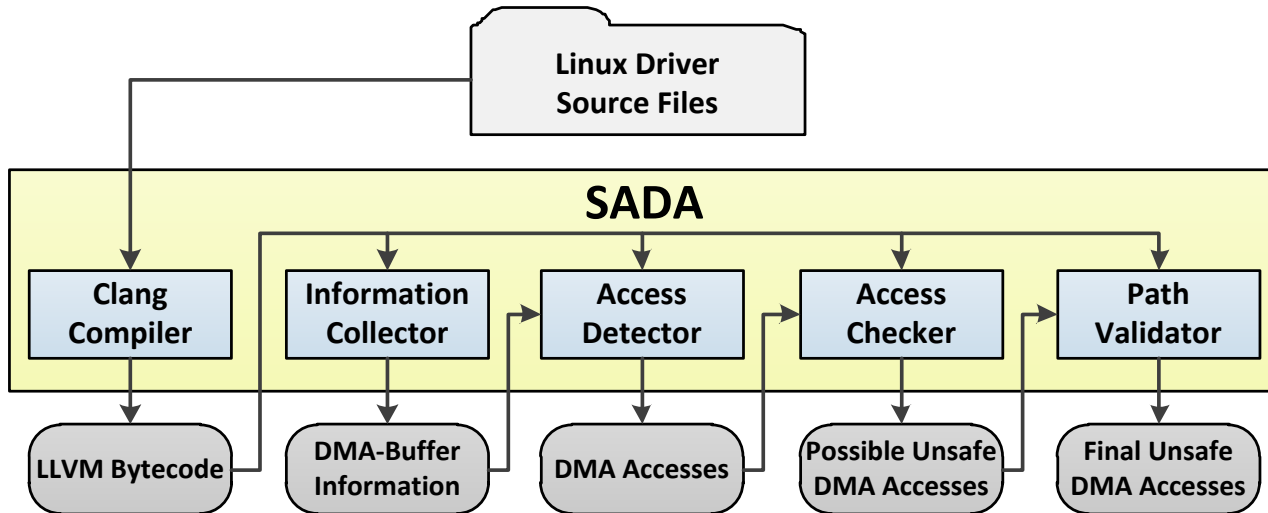 Linux Driver
Source Files
SADA
Clang
Compiler
Information
Collector
Access
Detector
Access
Checker
Path
Validator
LLVM Bytecode
DMA-Buffer
Information
DMA Accesses
Possible Unsafe
DMA Accesses
Final Unsafe
DMA Accesses